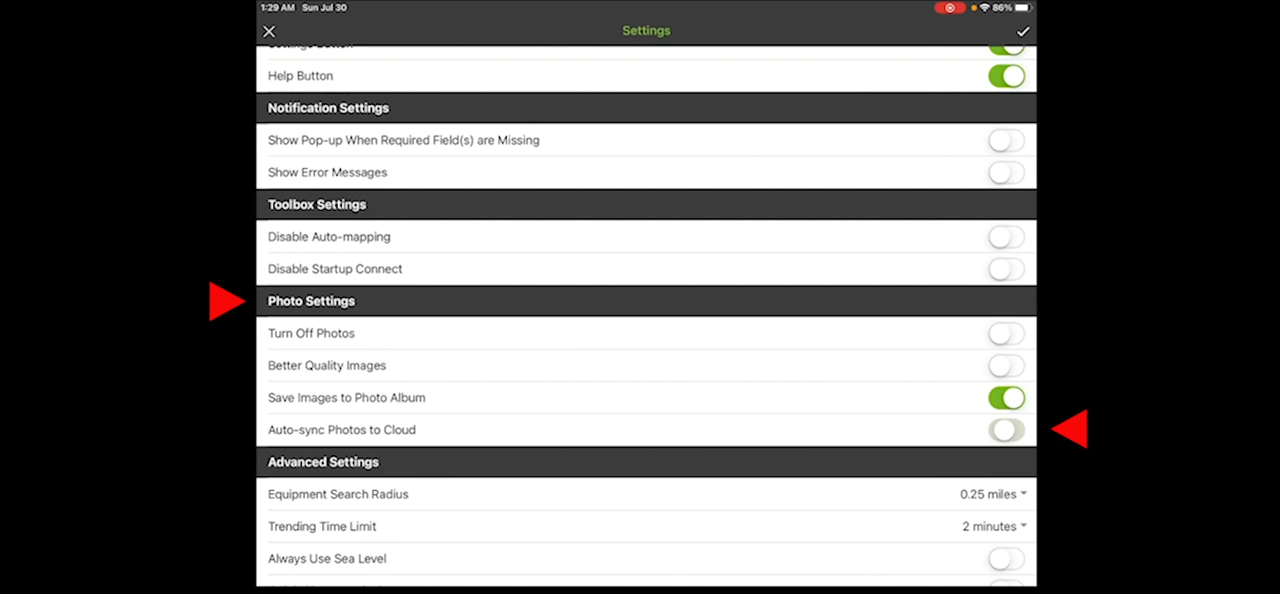 1:29 AM Sun Jul 30 86%
Settings
Settings Button
Help Button
Notification Settings
Show Pop-up When Required Field(s) are Missing
Show Error Messages
Toolbox Settings
Disable Auto-mapping
Disable Startup Connect
Photo Settings
Turn Off Photos
Better Quality Images
Save Images to Photo Album
Auto-sync Photos to Cloud
Advanced Settings
Equipment Search Radius 0.25 miles
Trending Time Limit 2 minutes
Always Use Sea Level